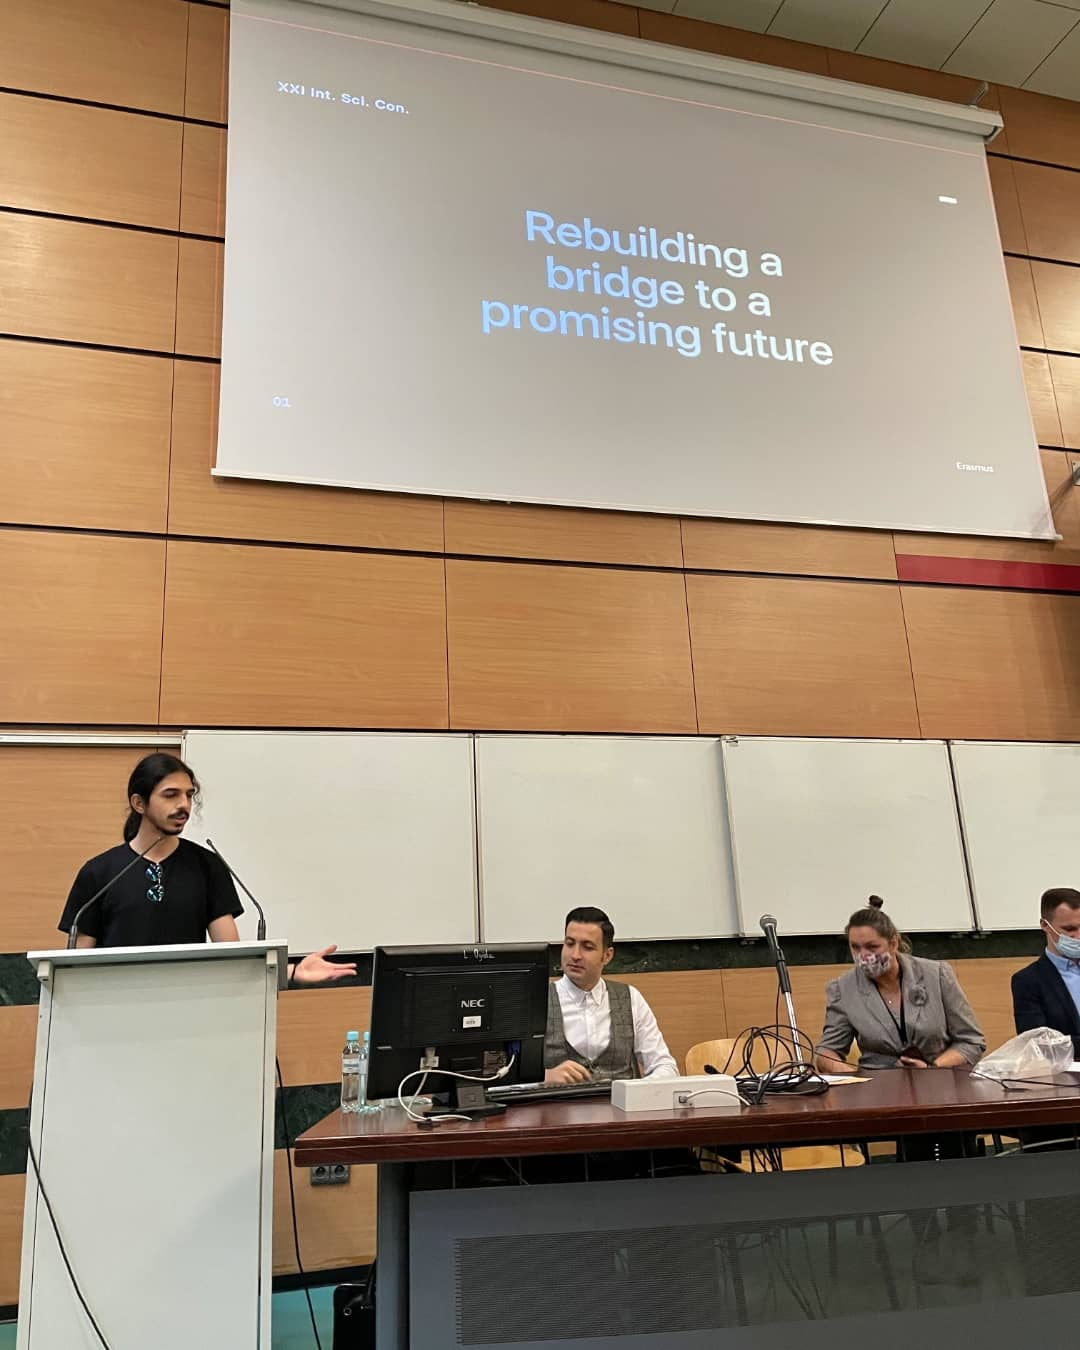 XXI Int. Sci. Con.
Rebuilding a
bridge to a
promising future
01
Erasmus
NEC